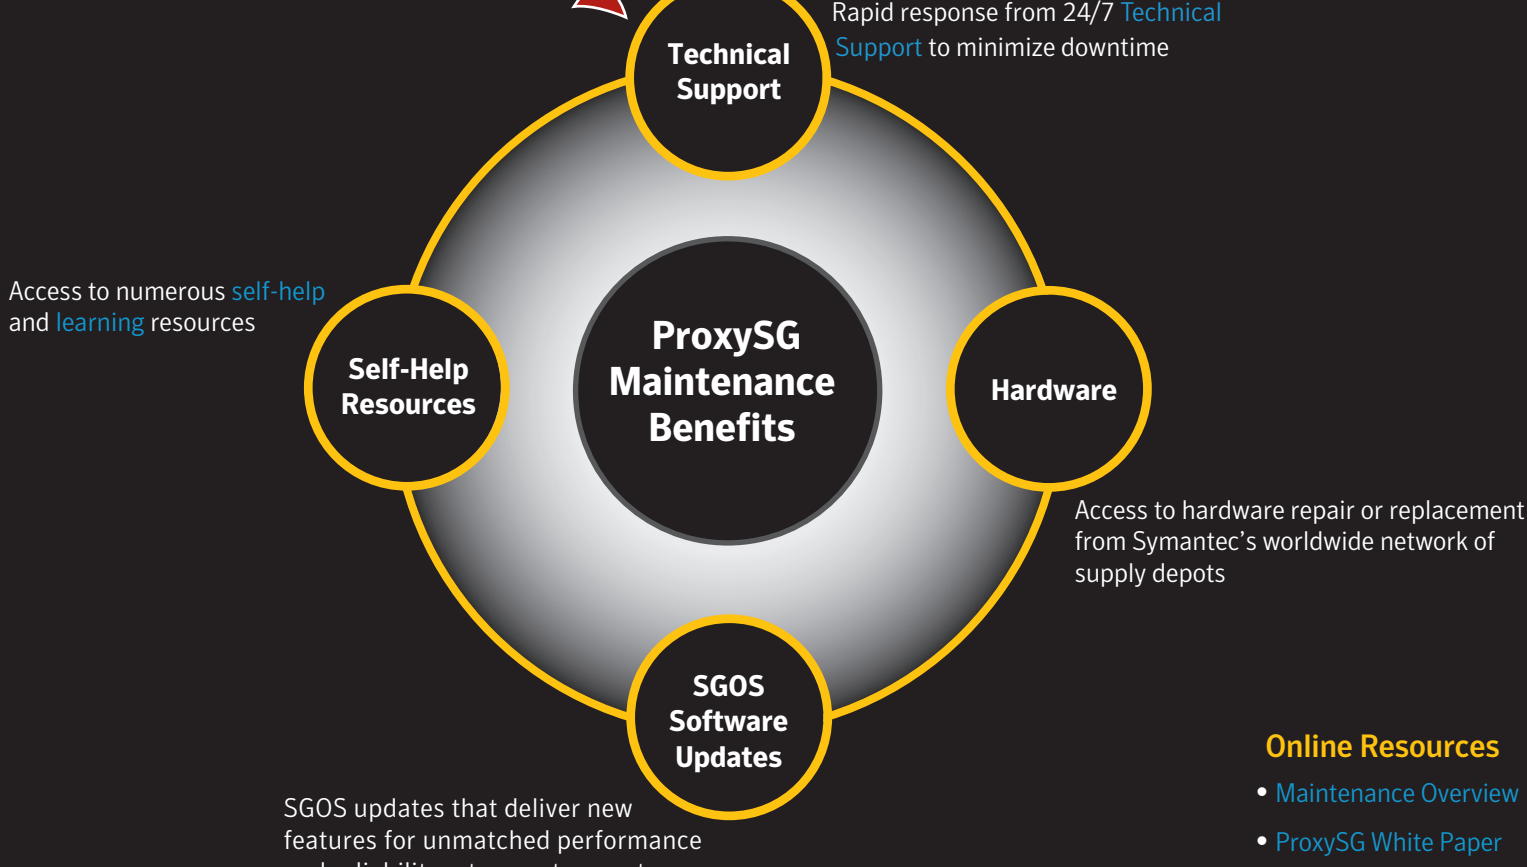 Rapid response from 24/7 Technical
Support to minimize downtime
Technical
Support
Access to numerous self-help
and learning resources
Self-Help
Resources
ProxySG
Maintenance
Benefits
Hardware
Access to hardware repair or replacement
from Symantec’s worldwide network of
supply depots
SGOS
Software
Updates
SGOS updates that deliver new
features for unmatched performance
Online Resources
• Maintenance Overview
• ProxySG White Paper